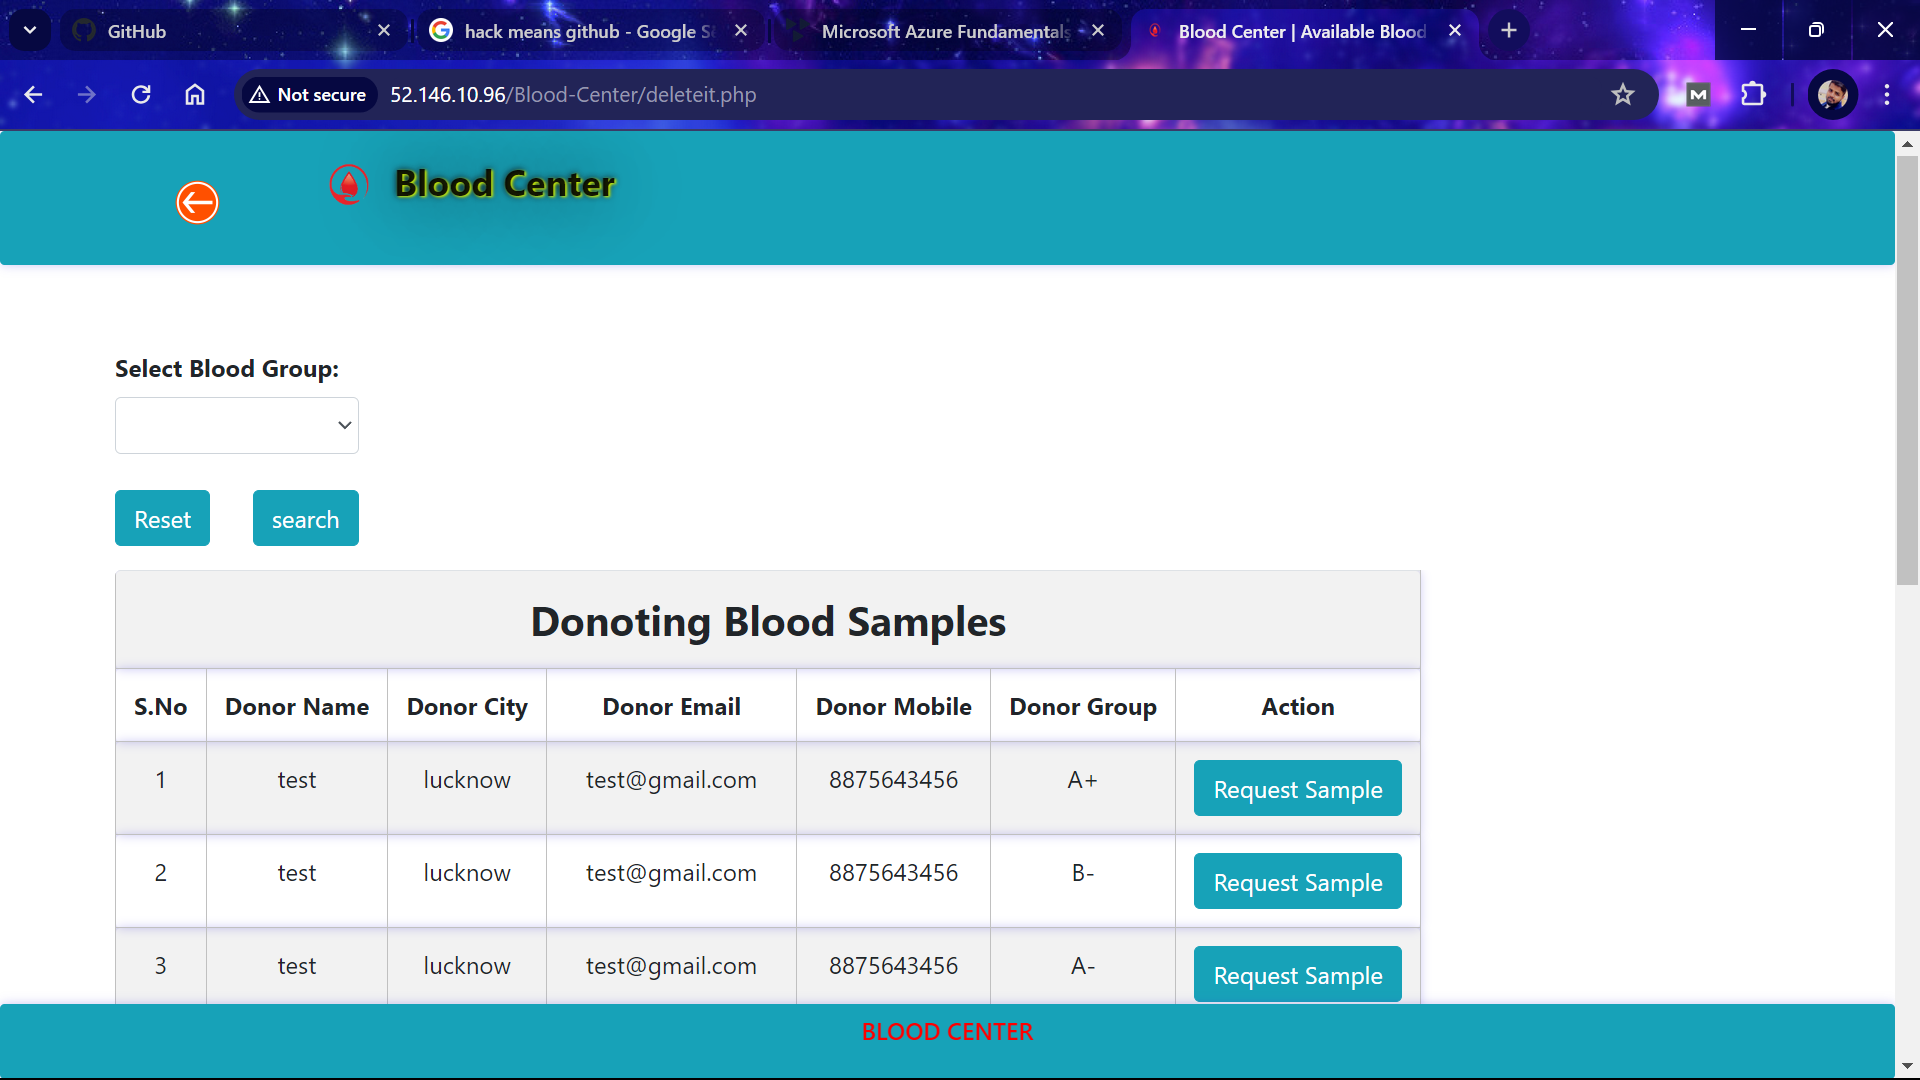 GitHub
hack means github - Google S
Microsoft Azure Fundamentals
Blood Center | Available Blood
Not secure
52.146.10.96/Blood-Center/deleteit.php
M
Blood Center
Select Blood Group:
Reset search
Donoting Blood Samples
S.No Donor Name Donor City Donor Email Donor Mobile Donor Group Action
1 test lucknow test@gmail.com 8875643456 A+ Request Sample
2 test lucknow test@gmail.com 8875643456 B- Request Sample
3 test lucknow test@gmail.com 8875643456 A- Request Sample
BLOOD CENTER